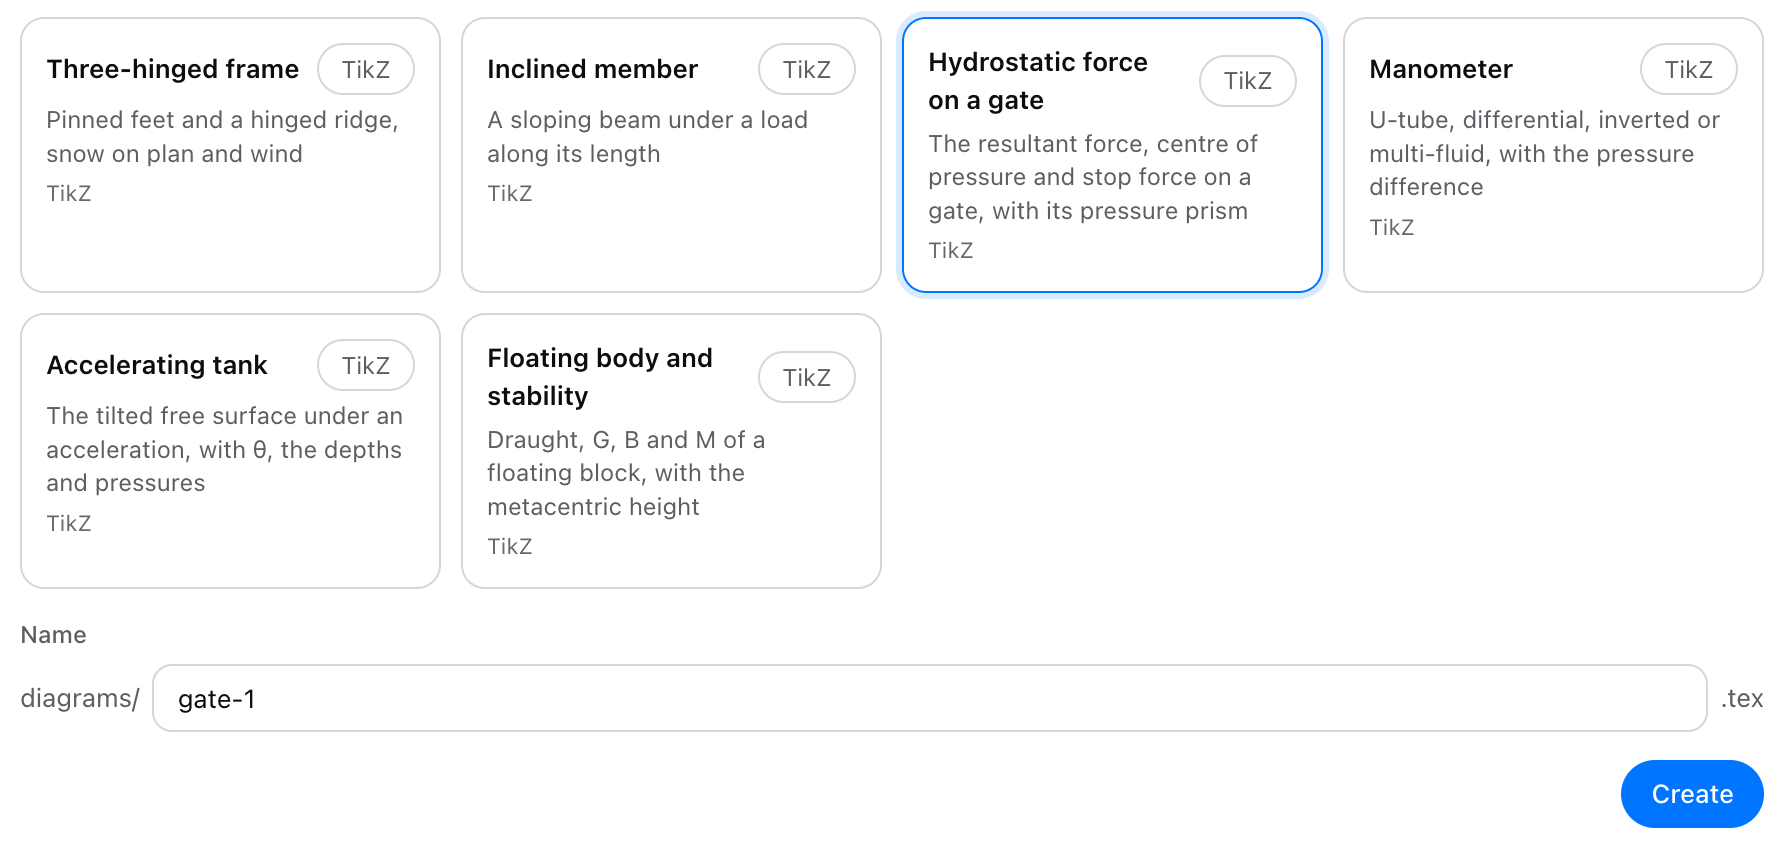 Three-hinged frame
TikZ
Pinned feet and a hinged ridge,
snow on plan and wind
TikZ
Inclined member
TikZ
A sloping beam under a load
along its length
TikZ
Hydrostatic force
on a gate
TikZ
The resultant force, centre of
pressure and stop force on a
gate, with its pressure prism
TikZ
Manometer
TikZ
U-tube, differential, inverted or
multi-fluid, with the pressure
difference
TikZ
Accelerating tank
TikZ
The tilted free surface under an
acceleration, with θ, the depths
and pressures
TikZ
Floating body and
stability
TikZ
Draught, G, B and M of a
floating block, with the
metacentric height
TikZ
Name
diagrams/ gate-1 .tex
Create